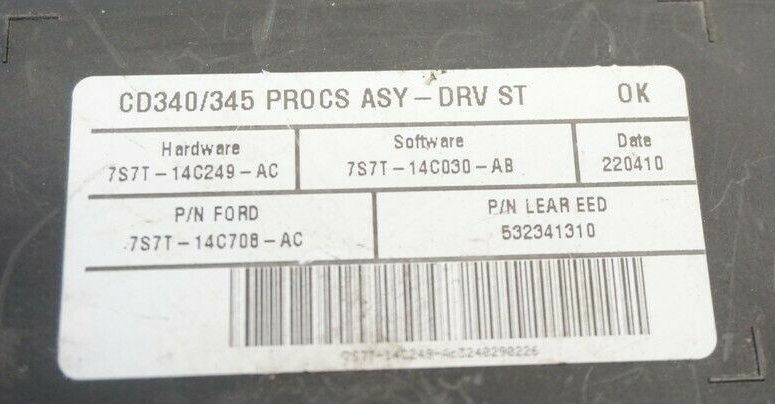 CD340/345 PROCS ASY – DRV ST OK
Hardware Software Date
7S7T – 14C249 – AC 7S7T – 14C030 – AB 220410
P/N FORD P/N LEAR EED
7S7T – 14C708 – AC 532341310
7S7T-14C249-Ac3240290226